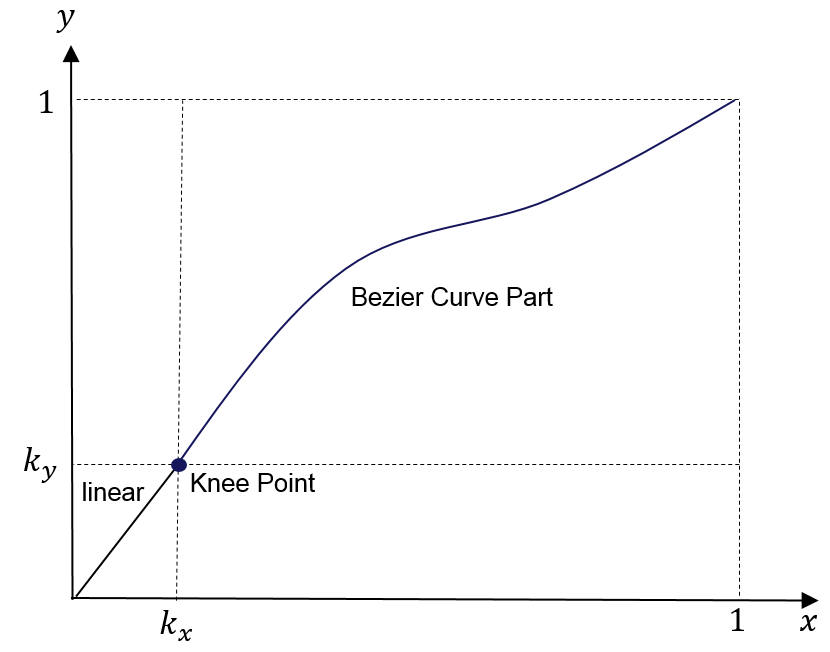 y
1
Bezier Curve Part
k_y
Knee Point
linear
k_x
1
x